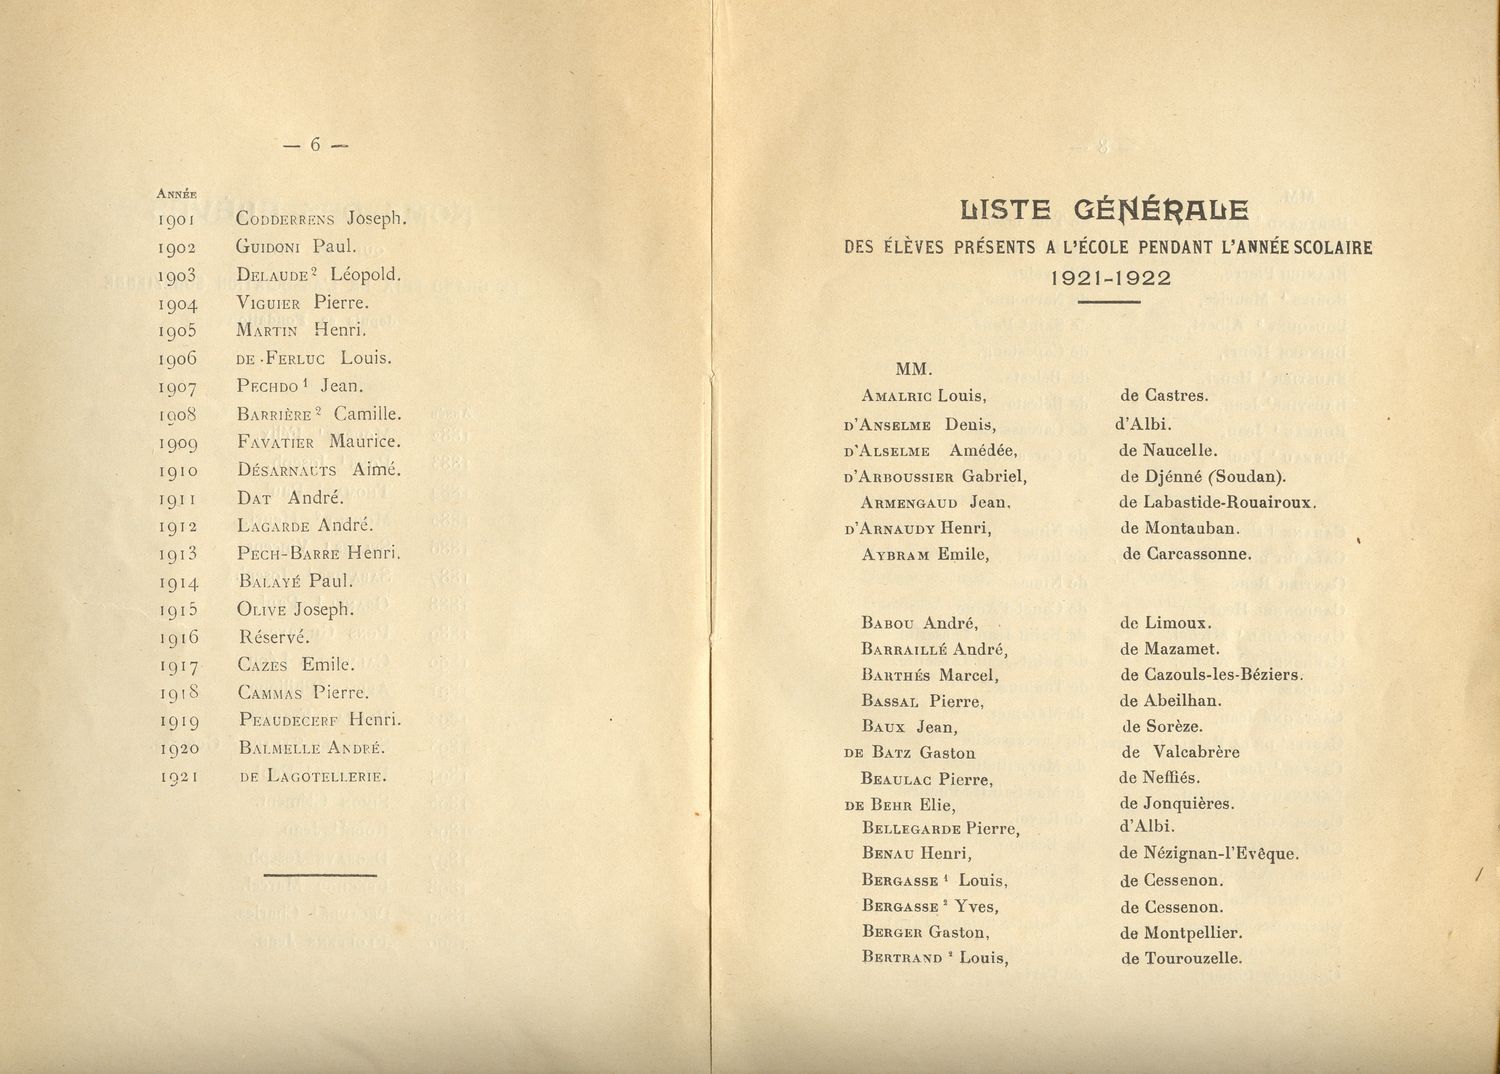 — 6 —
ANNÉE
1901 CODDERRENS Joseph.
1902 GUIDONI Paul.
1903 DELAUDE² Léopold.
1904 VIGUIER Pierre.
1905 MARTIN Henri.
1906 DE FERLUC Louis.
1907 PECHDO¹ Jean.
1908 BARRIÈRE² Camille.
1909 FAVATIER Maurice.
1910 DÉSARNAUTS Aimé.
1911 DAT André.
1912 LAGARDE André.
1913 PECH-BARRE Henri.
1914 BALAYÉ Paul.
1915 OLIVE Joseph.
1916 Réservé.
1917 CAZES Emile.
1918 CAMMAS Pierre.
1919 PEAUDECERF Henri.
1920 BALMELLE ANDRÉ.
1921 DE LAGOTELLERIE.
LISTE GÉNÉRALE
DES ÉLÈVES PRÉSENTS A L'ÉCOLE PENDANT L'ANNÉE SCOLAIRE
1921-1922
MM.
AMALRIC Louis, de Castres.
D'ANSELME Denis, d'Albi.
D'ALSELME Amédée, de Naucelle.
D'ARBOUSSIER Gabriel, de Djénné (Soudan).
ARMENGAUD Jean, de Labastide-Rouairoux.
D'ARNAUDY Henri, de Montauban.
AYBRAM Emile, de Carcassonne.
BABOU André, de Limoux.
BARRAILLÉ André, de Mazamet.
BARTHÉS Marcel, de Cazouls-les-Béziers.
BASSAL Pierre, de Abeilhan.
BAUX Jean, de Sorèze.
DE BATZ Gaston de Valcabrère
BEAULAC Pierre, de Neffiés.
DE BEHR Elie, de Jonquières.
BELLEGARDE Pierre, d'Albi.
BENAU Henri, de Nézignan-l'Evêque.
BERGASSE ¹ Louis, de Cessenon.
BERGASSE ² Yves, de Cessenon.
BERGER Gaston, de Montpellier.
BERTRAND ² Louis, de Tourouzelle.